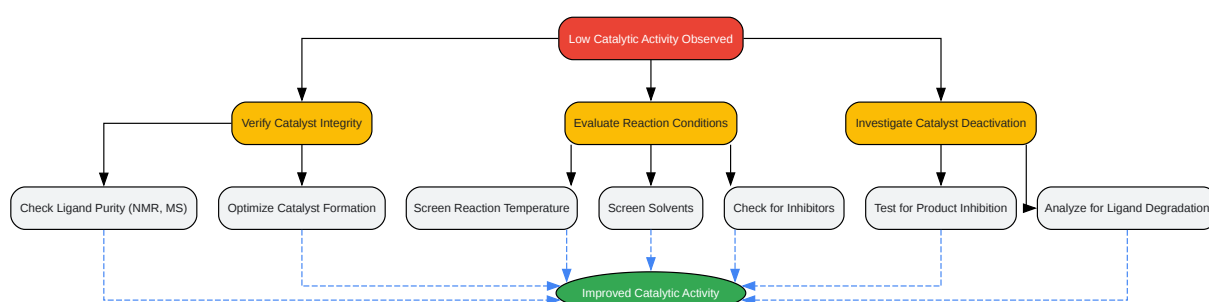 Low Catalytic Activity Observed
Verify Catalyst Integrity
Evaluate Reaction Conditions
Investigate Catalyst Deactivation
Check Ligand Purity (NMR, MS)
Optimize Catalyst Formation
Screen Reaction Temperature
Screen Solvents
Check for Inhibitors
Test for Product Inhibition
Analyze for Ligand Degradation
Improved Catalytic Activity